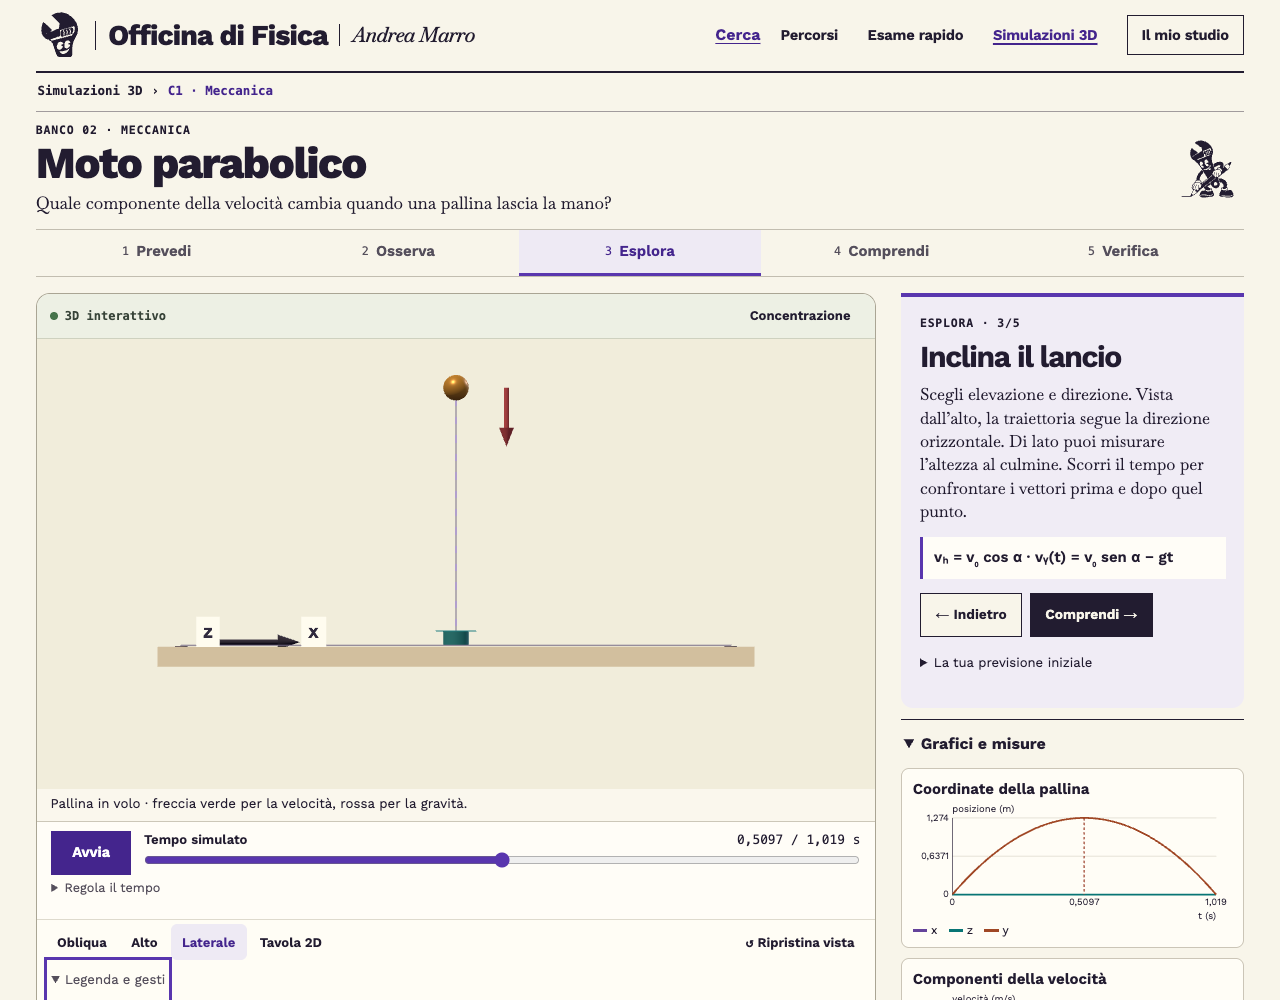 Officina di Fisica
Andrea Marro
Cerca
Percorsi
Esame rapido
Simulazioni 3D
Il mio studio
Simulazioni 3D › C1 · Meccanica
BANCO 02 · MECCANICA
Moto parabolico
Quale componente della velocità cambia quando una pallina lascia la mano?
1 Prevedi
2 Osserva
3 Esplora
4 Comprendi
5 Verifica
3D interattivo
Concentrazione
Z
X
Pallina in volo · freccia verde per la velocità, rossa per la gravità.
Avvia
Tempo simulato
0,5097 / 1,019 s
▶ Regola il tempo
Obliqua
Alto
Laterale
Tavola 2D
↺ Ripristina vista
▼ Legenda e gesti
ESPLORA · 3/5
Inclina il lancio
Scegli elevazione e direzione. Vista
dall’alto, la traiettoria segue la direzione
orizzontale. Di lato puoi misurare
l’altezza al culmine. Scorri il tempo per
confrontare i vettori prima e dopo quel
punto.
vₕ = v₀ cos α · vᵧ(t) = v₀ sen α − gt
← Indietro
Comprendi →
▶ La tua previsione iniziale
▼ Grafici e misure
Coordinate della pallina
posizione (m)
1,274
0,6371
0
0
0,5097
1,019
t (s)
x
z
y
Componenti della velocità
velocità (m/s)